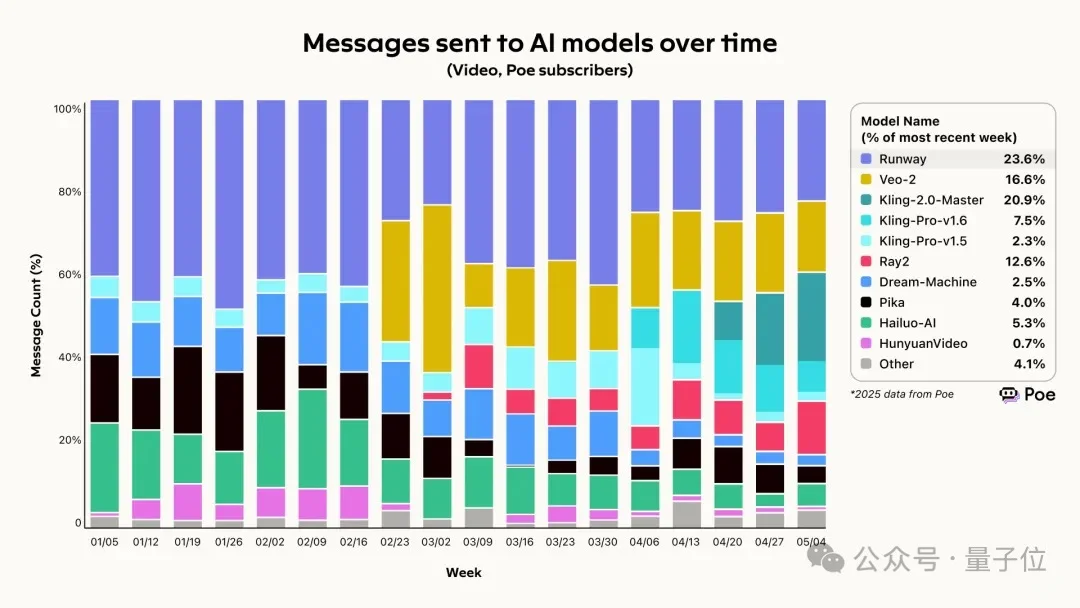 Messages sent to AI models over time
(Video, Poe subscribers)
Message Count (%)
100%
80%
60%
40%
20%
0
01/05 01/12 01/19 01/26 02/02 02/09 02/16 02/23 03/02 03/09 03/16 03/23 03/30 04/06 04/13 04/20 04/27 05/04
Week
Model Name
(% of most recent week)
Runway 23.6%
Veo-2 16.6%
Kling-2.0-Master 20.9%
Kling-Pro-v1.6 7.5%
Kling-Pro-v1.5 2.3%
Ray2 12.6%
Dream-Machine 2.5%
Pika 4.0%
Hailuo-AI 5.3%
HunyuanVideo 0.7%
Other 4.1%
*2025 data from Poe
Poe
公众号 · 量子位